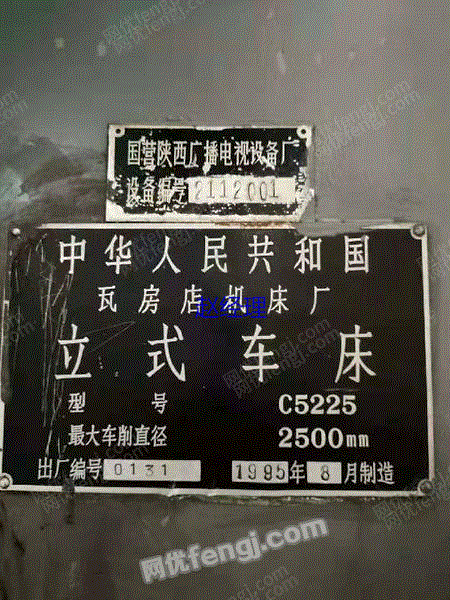 国营陕西广播电视设备厂
设备编号 2112001
中华人民共和国
瓦房店机床厂
赵经理
立式车床
型号 C5225
最大车削直径 2500mm
出厂编号 0131 1995年8月制造
网优fengj.com